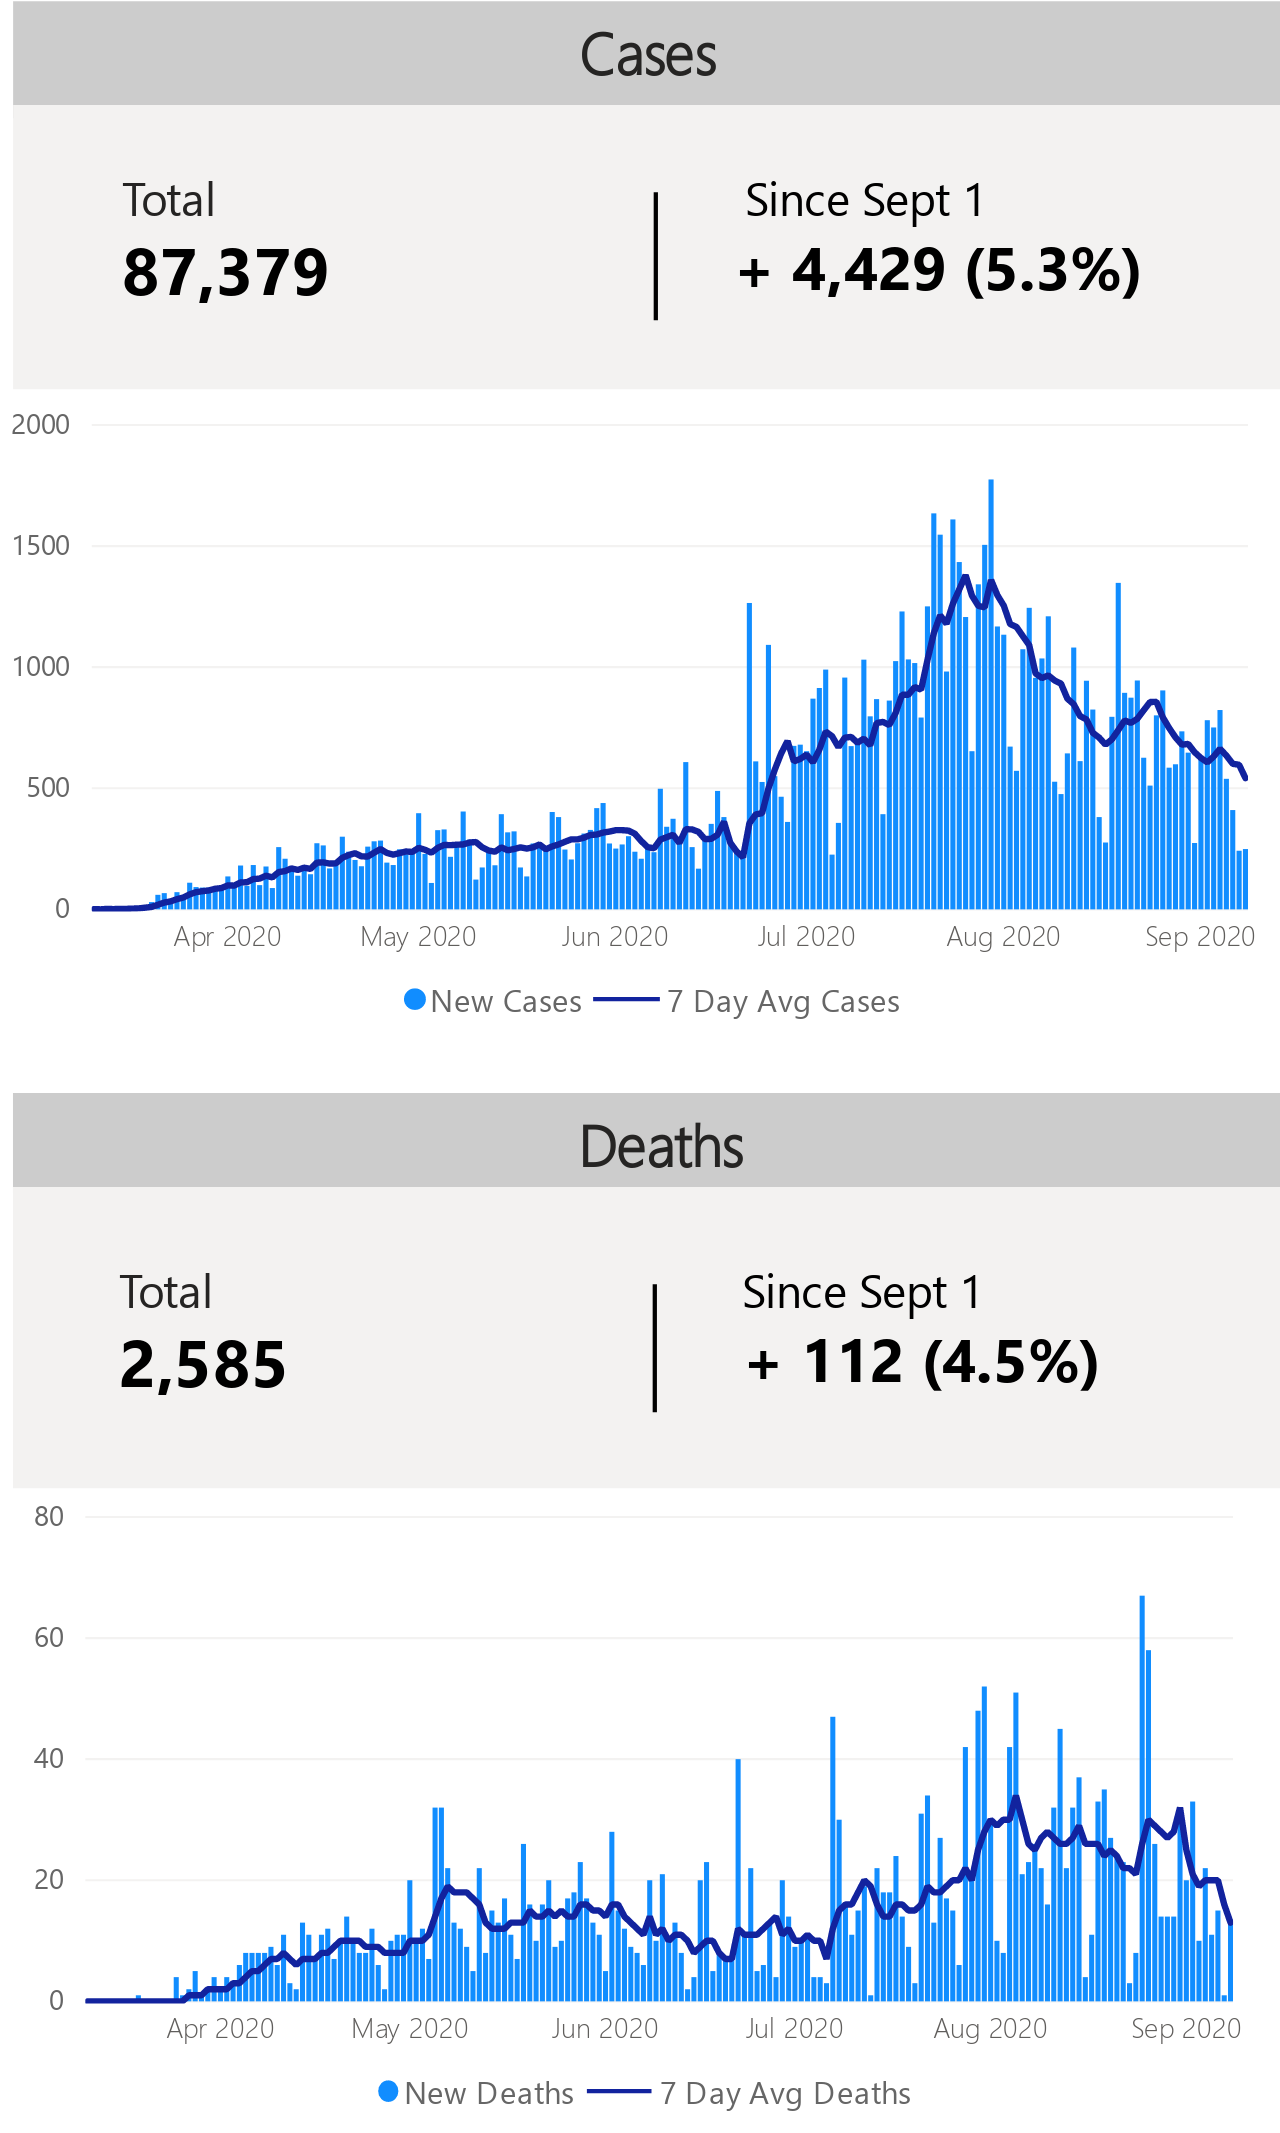 Cases
Total
Since Sept 1
87,379
+ 4,429 (5.3%)
2000
1500
1000
500
0
Apr 2020
May 2020
Jun 2020
Jul 2020
Aug 2020
Sep 2020
New Cases
7 Day Avg Cases
Deaths
Total
Since Sept 1
2,585
+ 112 (4.5%)
80
60
40
20
0
Apr 2020
May 2020
Jun 2020
Jul 2020
Aug 2020
Sep 2020
New Deaths
7 Day Avg Deaths